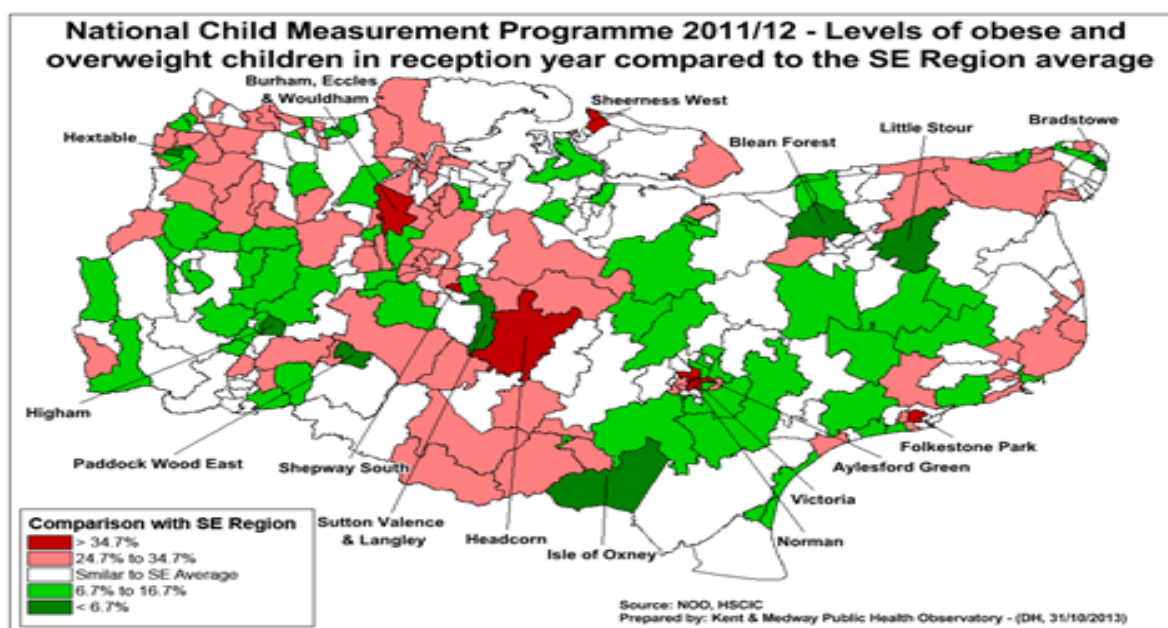 National Child Measurement Programme 2011/12 - Levels of obese and
overweight children in reception year compared to the SE Region average
Burham, Eccles
& Wouldham
Sheerness West
Hextable
Blean Forest
Little Stour
Bradstowe
Higham
Paddock Wood East
Shepway South
Sutton Valence
& Langley
Headcorn
Isle of Oxney
Folkestone Park
Aylesford Green
Victoria
Norman
Comparison with SE Region
> 34.7%
24.7% to 34.7%
Similar to SE Average
6.7% to 16.7%
< 6.7%
Source: NOO, HSCIC
Prepared by: Kent & Medway Public Health Observatory - (DH, 31/10/2013)